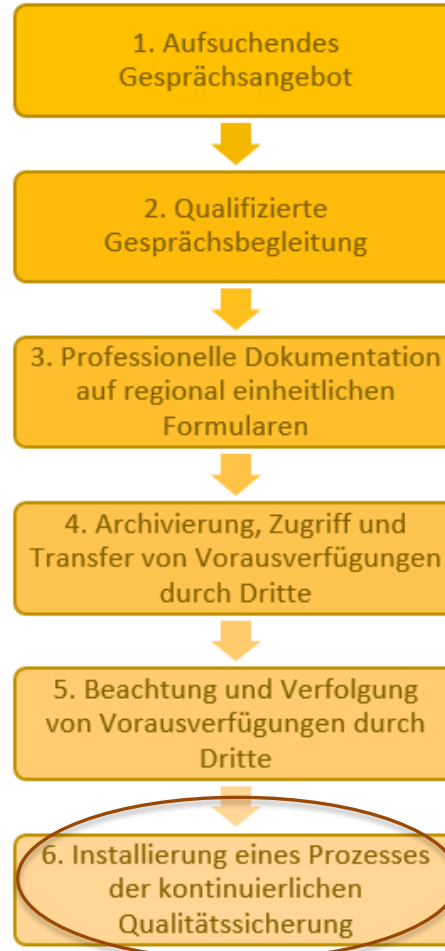 1. Aufsuchendes
Gesprächsangebot
2. Qualifizierte
Gesprächsbegleitung
3. Professionelle Dokumentation
auf regional einheitlichen
Formularen
4. Archivierung, Zugriff und
Transfer von Vorausverfügungen
durch Dritte
5. Beachtung und Verfolgung
von Vorausverfügungen durch
Dritte
6. Installierung eines Prozesses
der kontinuierlichen
Qualitätssicherung